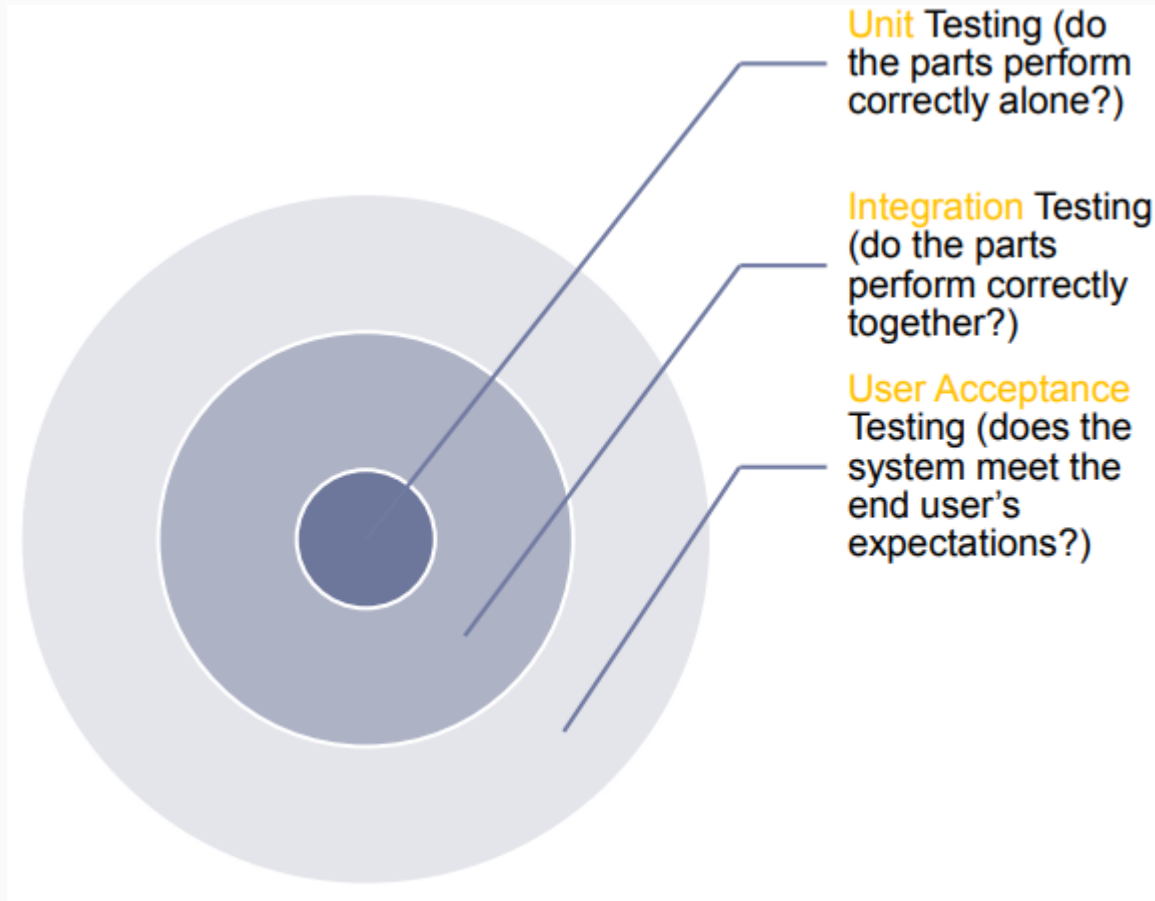 Unit Testing (do
the parts perform
correctly alone?)
Integration Testing
(do the parts
perform correctly
together?)
User Acceptance
Testing (does the
system meet the
end user’s
expectations?)